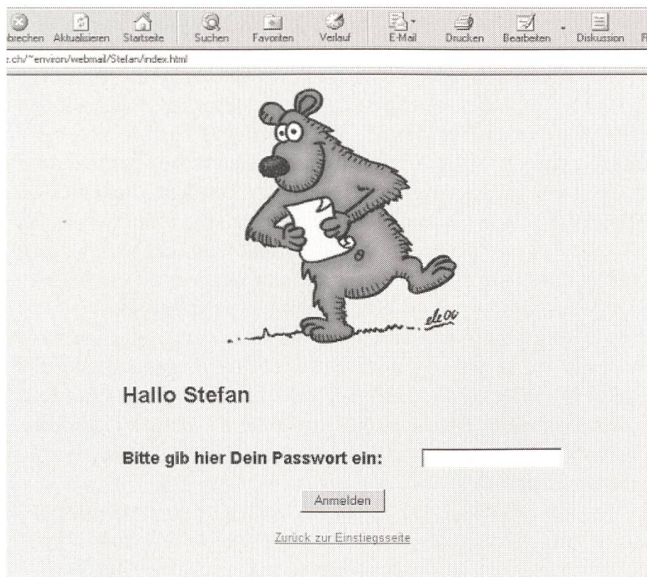 brechen Aktualisieren Startseite Suchen Favoriten Verlauf E-Mail Drucken Bearbeiten Diskussion
z.ch/~environ/webmail/Stefan/index.html
Hallo Stefan
Bitte gib hier Dein Passwort ein:
Anmelden
Zurück zur Einstiegsseite